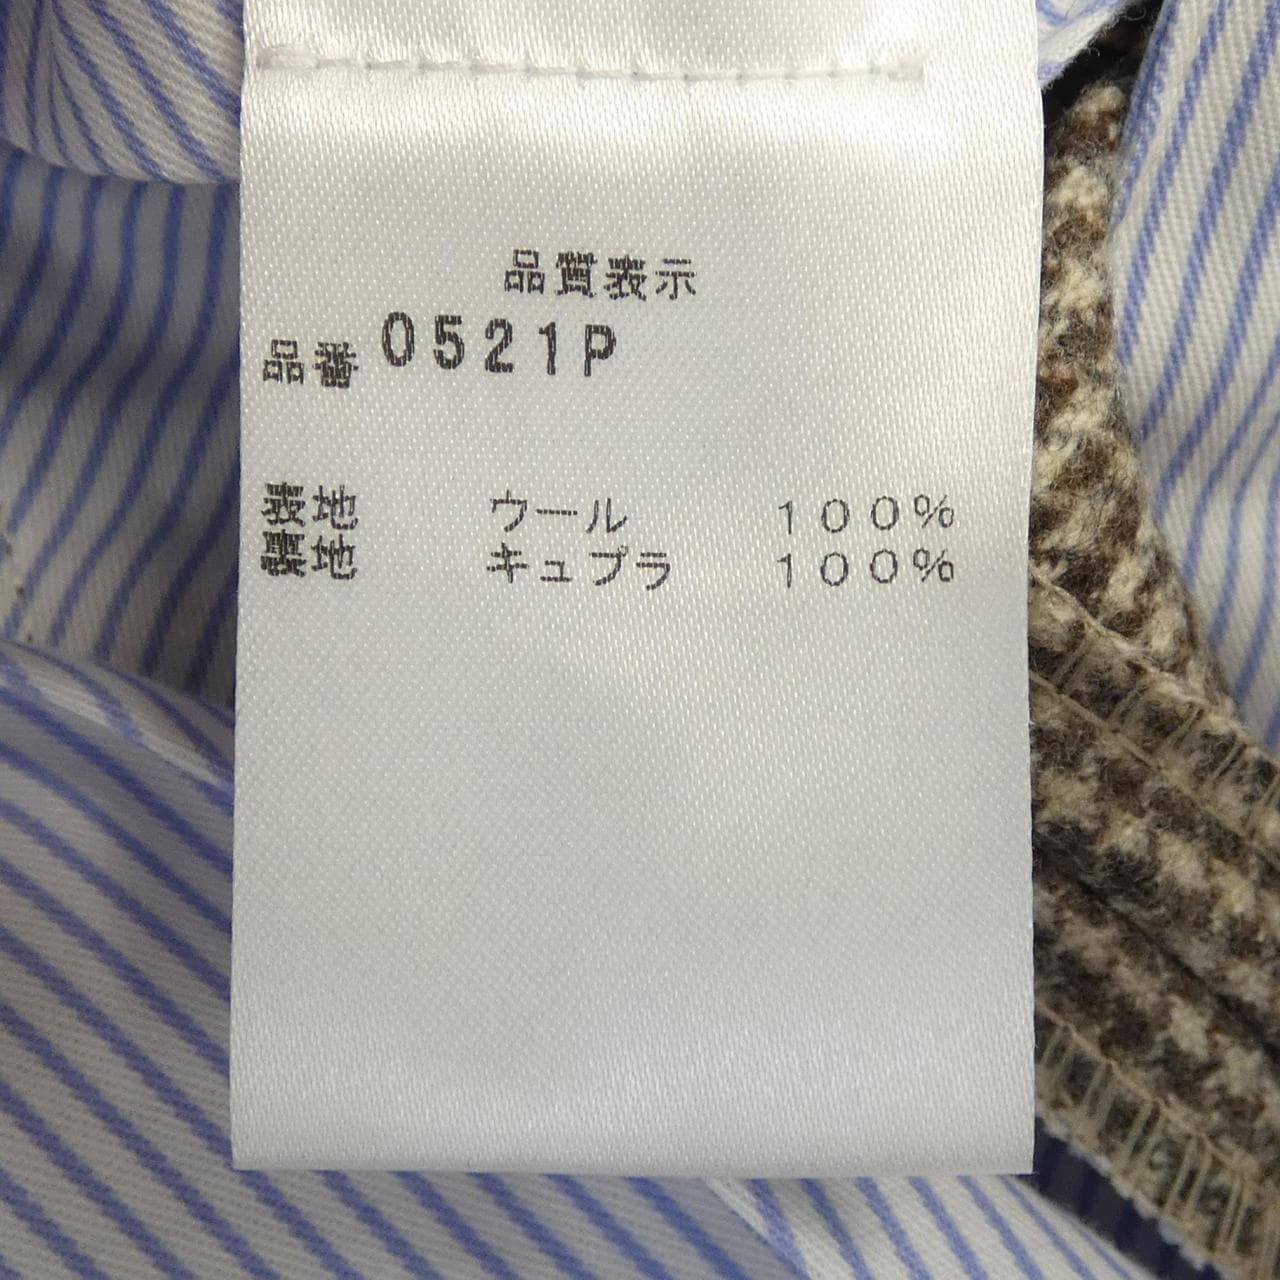 品質表示
品番 0521P
表地 ウール 100%
裏地 キュプラ 100%